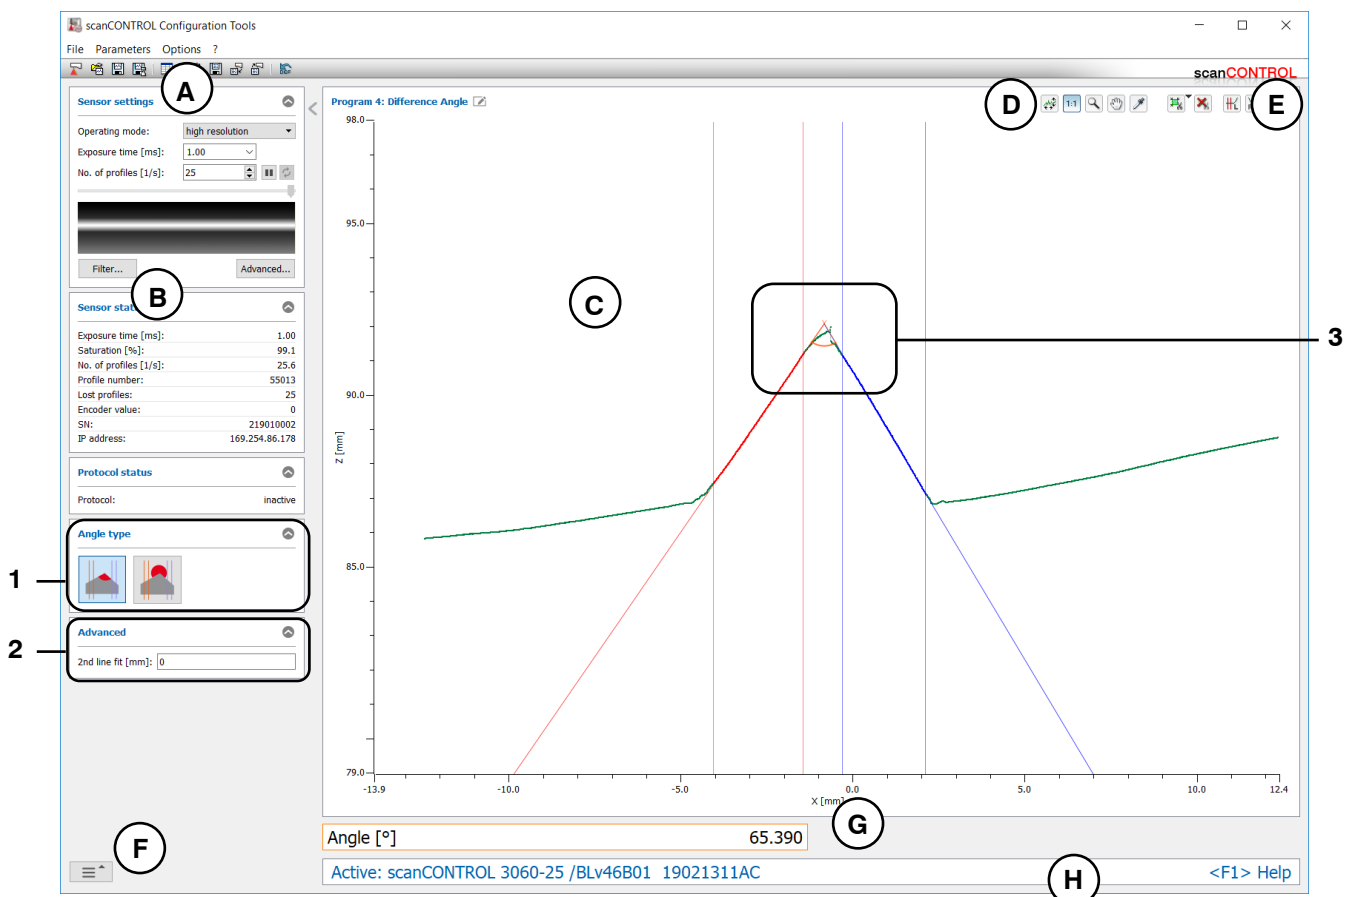 scanCONTROL Configuration Tools
File Parameters Options ?
scanCONTROL
A
D
E
Sensor settings
Operating mode: high resolution
Exposure time [ms]: 1.00
No. of profiles [1/s]: 25
Filter... Advanced...
B
Sensor
Exposure time [ms]: 1.00
Saturation [%]: 99.1
No. of profiles [1/s]: 25.6
Profile number: 55013
Lost profiles: 25
Encoder value: 0
SN: 219010002
IP address: 169.254.86.178
Protocol status
Protocol: inactive
1
Angle type
2
Advanced
2nd line fit [mm]: 0
F
Program 4: Difference Angle
1:1
98.0
95.0
90.0
85.0
79.0
Z [mm]
C
3
-13.9 -10.0 -5.0 0.0 5.0 10.0 12.4
X [mm]
G
Angle [°] 65.390
Active: scanCONTROL 3060-25 /BLv46B01 19021311AC <F1> Help
H